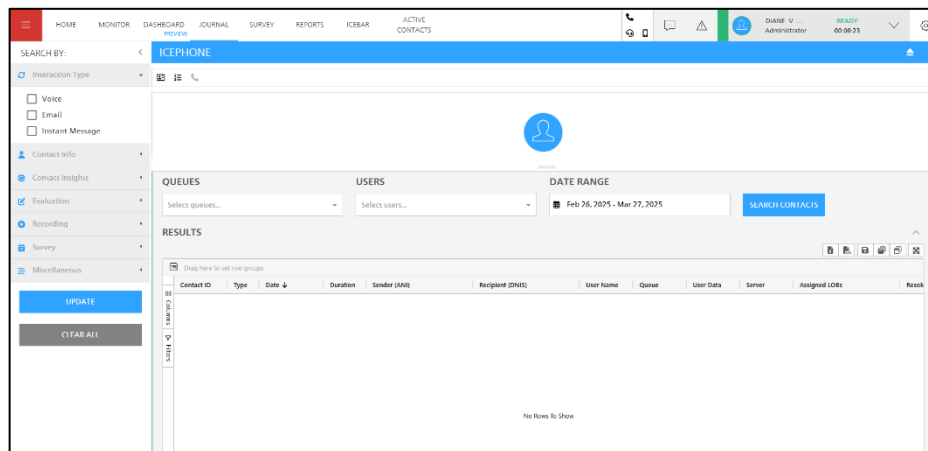 HOME MONITOR DASHBOARD JOURNAL SURVEY REPORTS ICEBAR ACTIVE CONTACTS
PREVIEW
DIANE V ... READY
Administrator 00:00:23
SEARCH BY:
ICEPHONE
Interaction Type
Voice
Email
Instant Message
Contact Info
Contact Insights
Evaluation
Recording
Survey
Miscellaneous
UPDATE
CLEAR ALL
QUEUES USERS DATE RANGE
Select queues... Select users... Feb 26, 2025 - Mar 27, 2025 SEARCH CONTACTS
RESULTS
Drag here to set row groups
Contact ID Type Date Duration Sender (ANI) Recipient (DNIS) User Name Queue User Data Server Assigned LOBs Resol
Columns
Filters
No Rows To Show